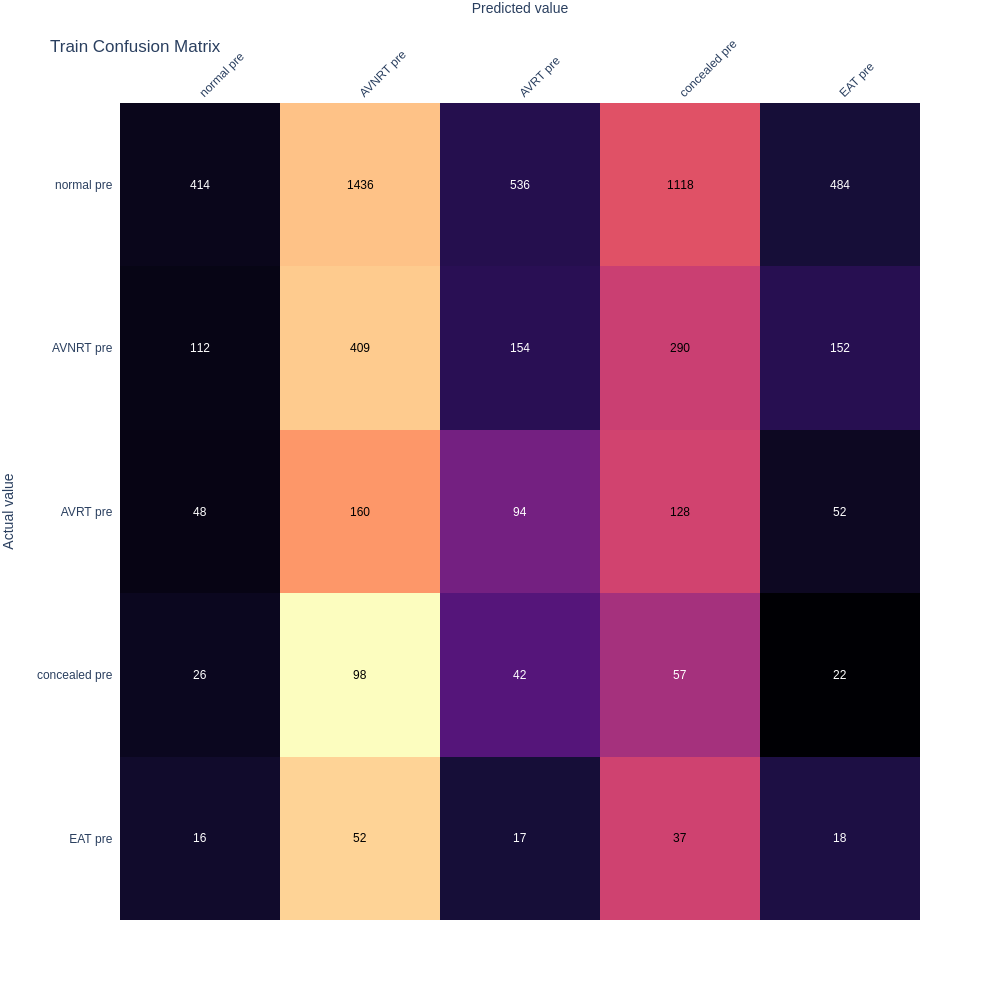 Predicted value
Train Confusion Matrix
normal pre AVNRT pre AVRT pre concealed pre EAT pre
normal pre 414 1436 536 1118 484
AVNRT pre 112 409 154 290 152
AVRT pre 48 160 94 128 52
concealed pre 26 98 42 57 22
EAT pre 16 52 17 37 18
Actual value